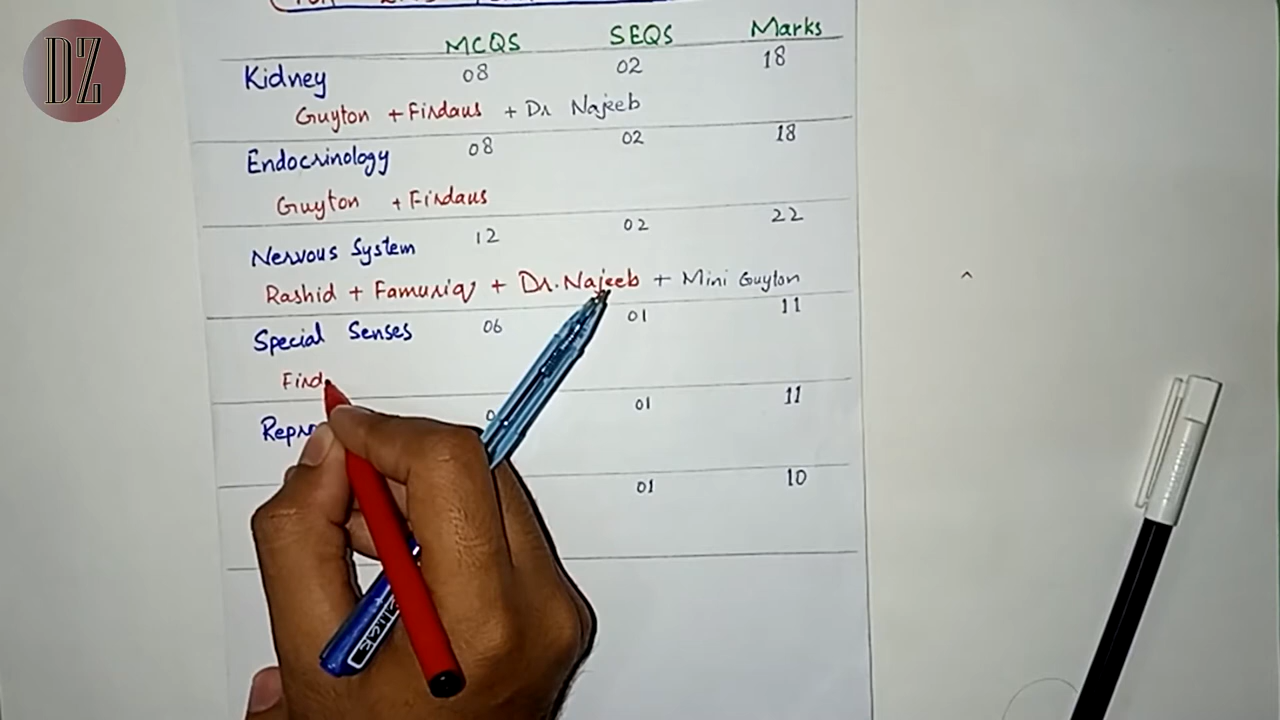 DZ
MCQS SEQS Marks
Kidney 08 02 18
Guyton + Firdaus + Dr Najeeb
Endocrinology 08 02 18
Guyton + Firdaus
Nervous System 12 02 22
Rashid + Famuriq + Dr. Najeeb + Mini Guyton
Special Senses 06 01 11
Fird
Repro 01 11
01 10